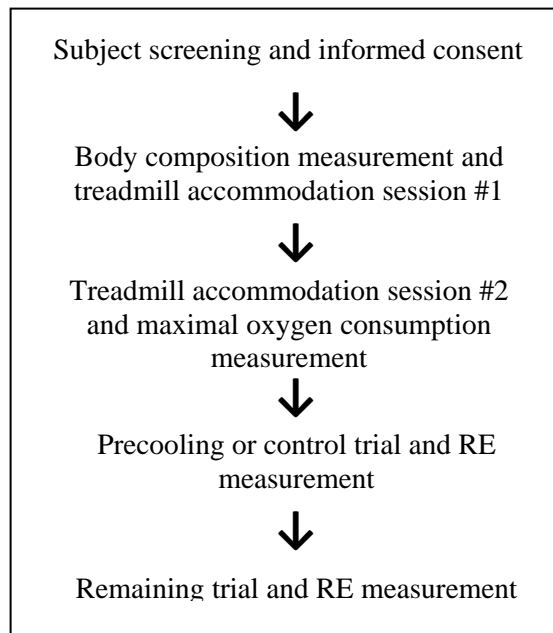 Subject screening and informed consent
Body composition measurement and
treadmill accommodation session #1
Treadmill accommodation session #2
and maximal oxygen consumption
measurement
Precooling or control trial and RE
measurement
Remaining trial and RE measurement